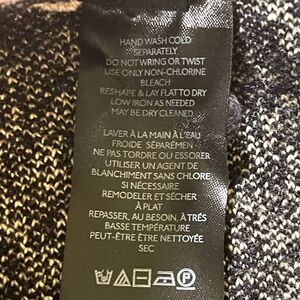 HAND WASH COLD
SEPARATELY
DO NOT WRING OR TWIST
USE ONLY NON-CHLORINE
BLEACH
RESHAPE & LAY FLAT TO DRY
LOW IRON AS NEEDED
MAY BE DRY CLEANED
LAVER À LA MAIN À L'EAU
FROIDE SÉPARÉMEN
NE PAS TORDRE OU ESSORER
UTILISER UN AGENT DE
BLANCHIMENT SANS CHLORE
SI NÉCESSAIRE
REMODELER ET SÉCHER
À PLAT
REPASSER, AU BESOIN, À TRÉS
BASSE TEMPÉRATURE
PEUT-ÊTRE ÊTRE NETTOYÉE
SEC
P